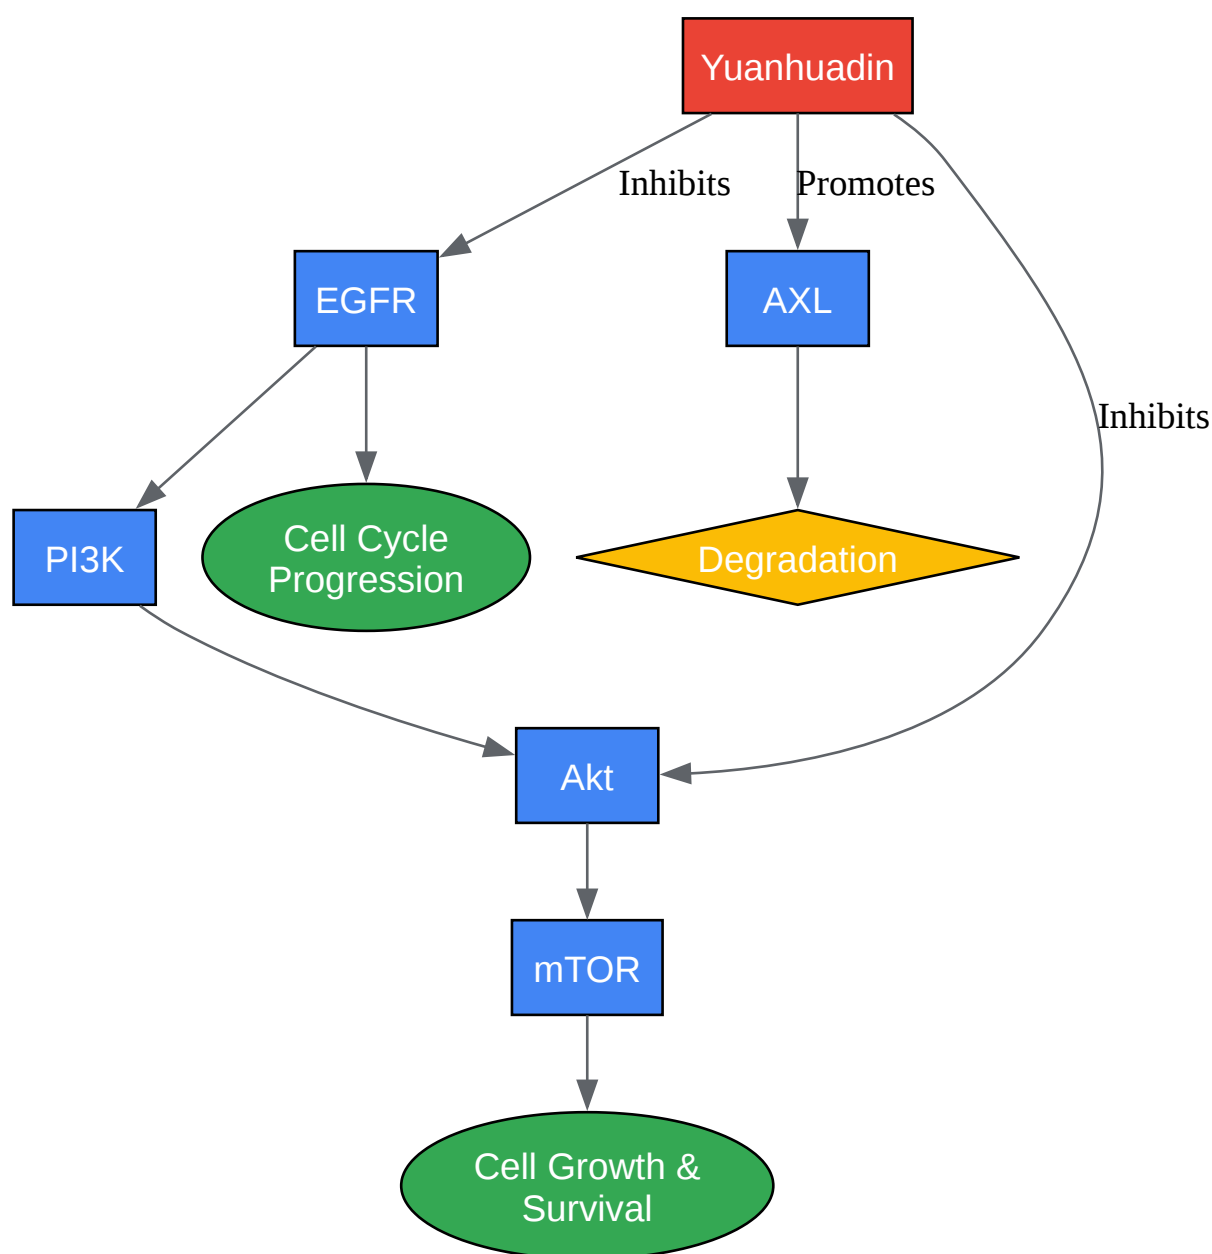 Yuanhuadin
Inhibits
Promotes
EGFR
AXL
Inhibits
PI3K
Cell Cycle
Progression
Degradation
Akt
mTOR
Cell Growth &
Survival